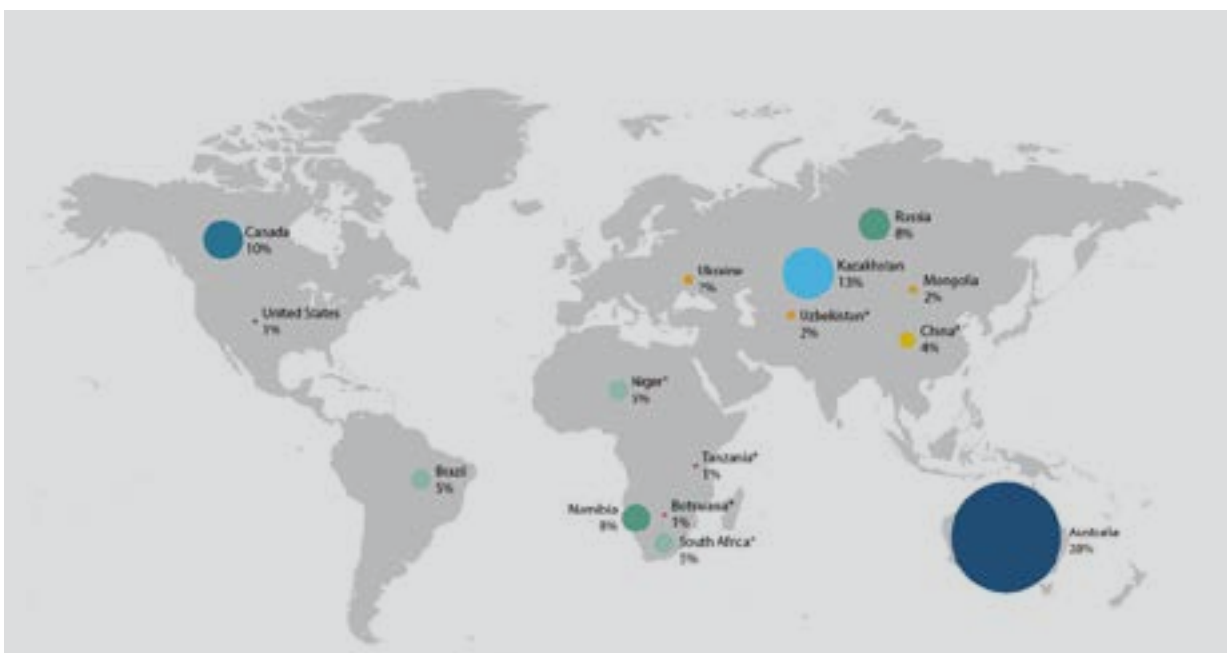 Canada
10%
United States
1%
Brazil
5%
Ukraine
2%
Niger*
5%
Tanzania*
1%
Botswana*
1%
Namibia
8%
South Africa*
5%
Russia
8%
Kazakhstan
13%
Mongolia
2%
Uzbekistan*
2%
China*
4%
Australia
28%